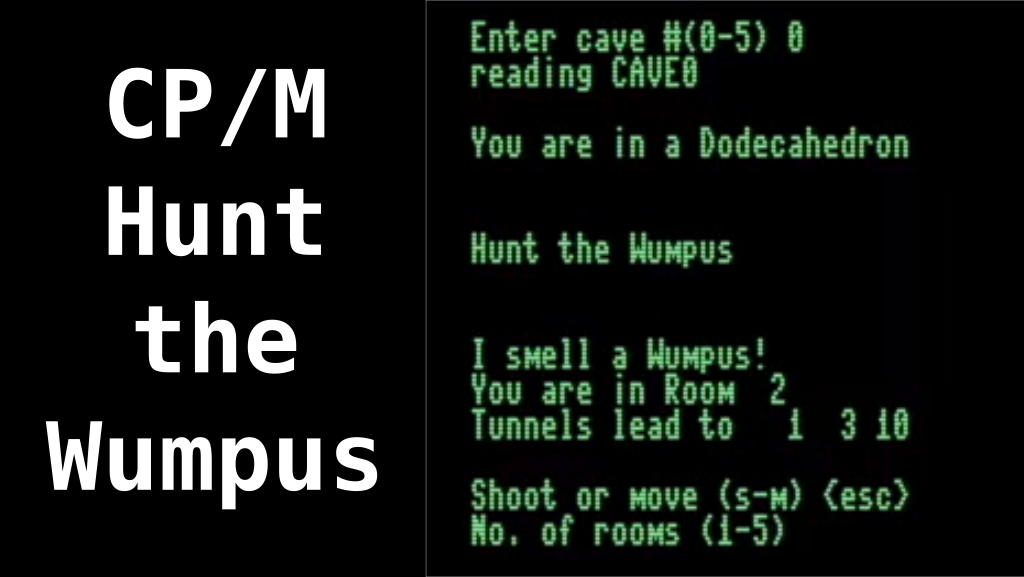 CP/M
Hunt
the
Wumpus
Enter cave #(0-5) 0
reading CAVE0
You are in a Dodecahedron
Hunt the Wumpus
I smell a Wumpus!
You are in Room  2
Tunnels lead to   1  3 10
Shoot or move (s-m) <esc>
No. of rooms (1-5)